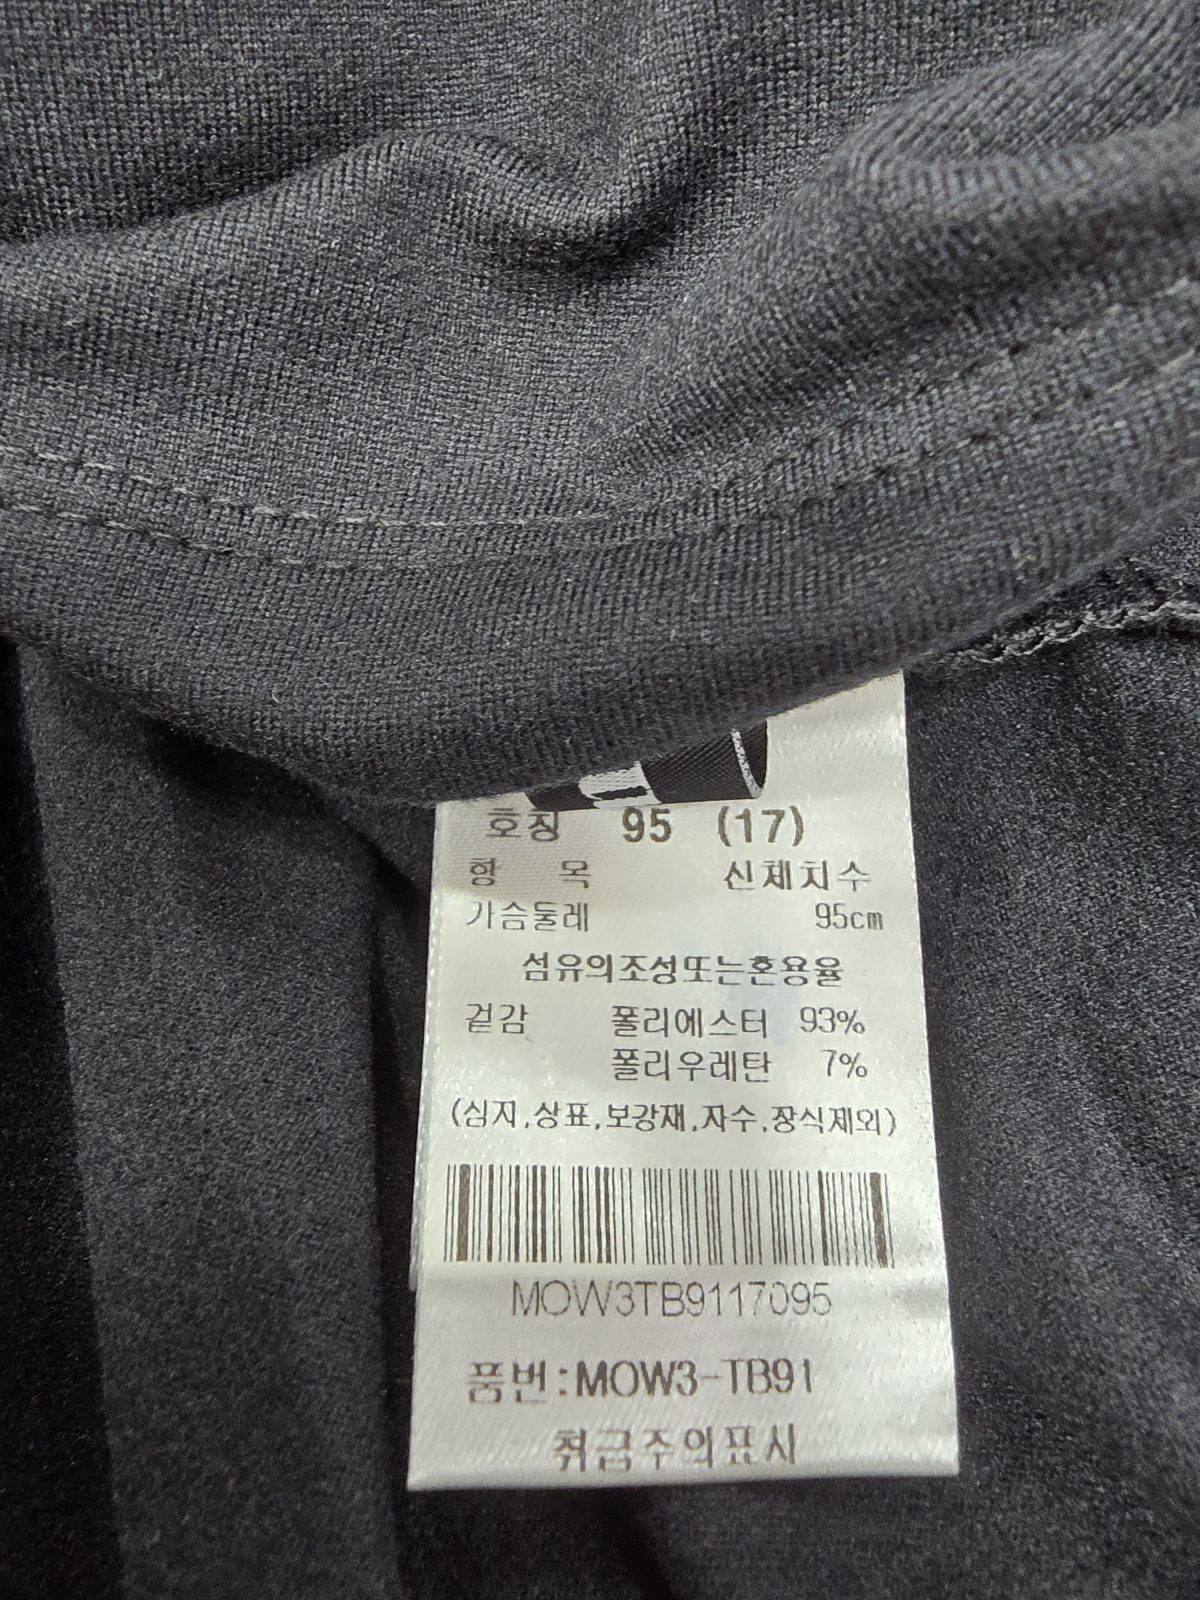 호칭 95 (17)
항 목 신체치수
가슴둘레 95cm
섬유의조성또는혼용율
겉감 폴리에스터 93%
폴리우레탄 7%
(심지,상표,보강재,자수,장식제외)
MOW3TB9117095
품번:MOW3-TB91
취급주의표시